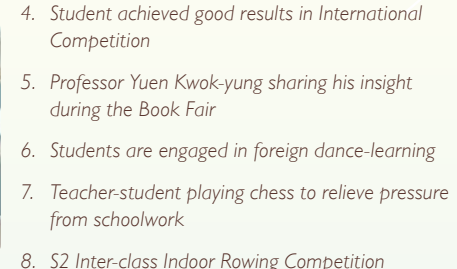 4. Student achieved good results in International
Competition
5. Professor Yuen Kwok-yung sharing his insight
during the Book Fair
6. Students are engaged in foreign dance-learning
7. Teacher-student playing chess to relieve pressure
from schoolwork
8. S2 Inter-class Indoor Rowing Competition